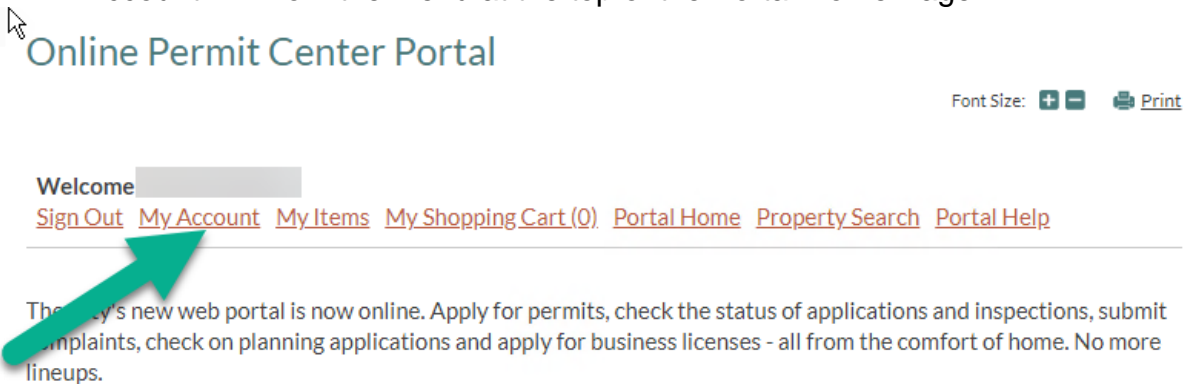 Online Permit Center Portal
Font Size: + - Print
Welcome
Sign Out My Account My Items My Shopping Cart (0) Portal Home Property Search Portal Help
new web portal is now online. Apply for permits, check the status of applications and inspections, submit
check on planning applications and apply for business licenses - all from the comfort of home. No more
lineups.